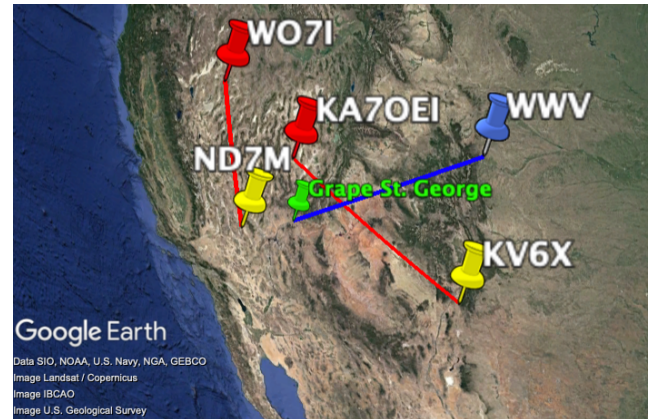 WO7I
KA7OEI
WWV
ND7M
Grape St. George
KV6X
Google Earth
Data SIO, NOAA, U.S. Navy, NGA, GEBCO
Image Landsat / Copernicus
Image IBCAO
Image U.S. Geological Survey